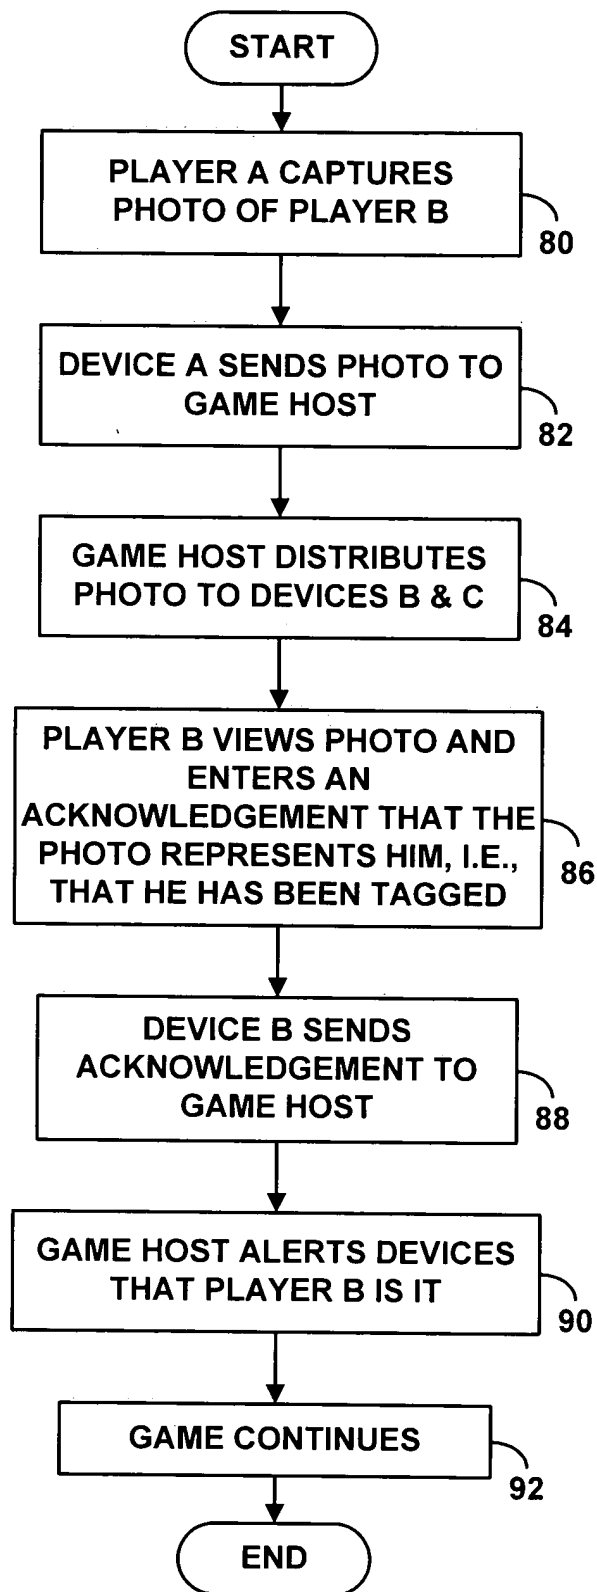 START
PLAYER A CAPTURES
PHOTO OF PLAYER B
80
DEVICE A SENDS PHOTO TO
GAME HOST
82
GAME HOST DISTRIBUTES
PHOTO TO DEVICES B & C
84
PLAYER B VIEWS PHOTO AND
ENTERS AN
ACKNOWLEDGEMENT THAT THE
PHOTO REPRESENTS HIM, I.E.,
THAT HE HAS BEEN TAGGED
86
DEVICE B SENDS
ACKNOWLEDGEMENT TO
GAME HOST
88
GAME HOST ALERTS DEVICES
THAT PLAYER B IS IT
90
GAME CONTINUES
92
END